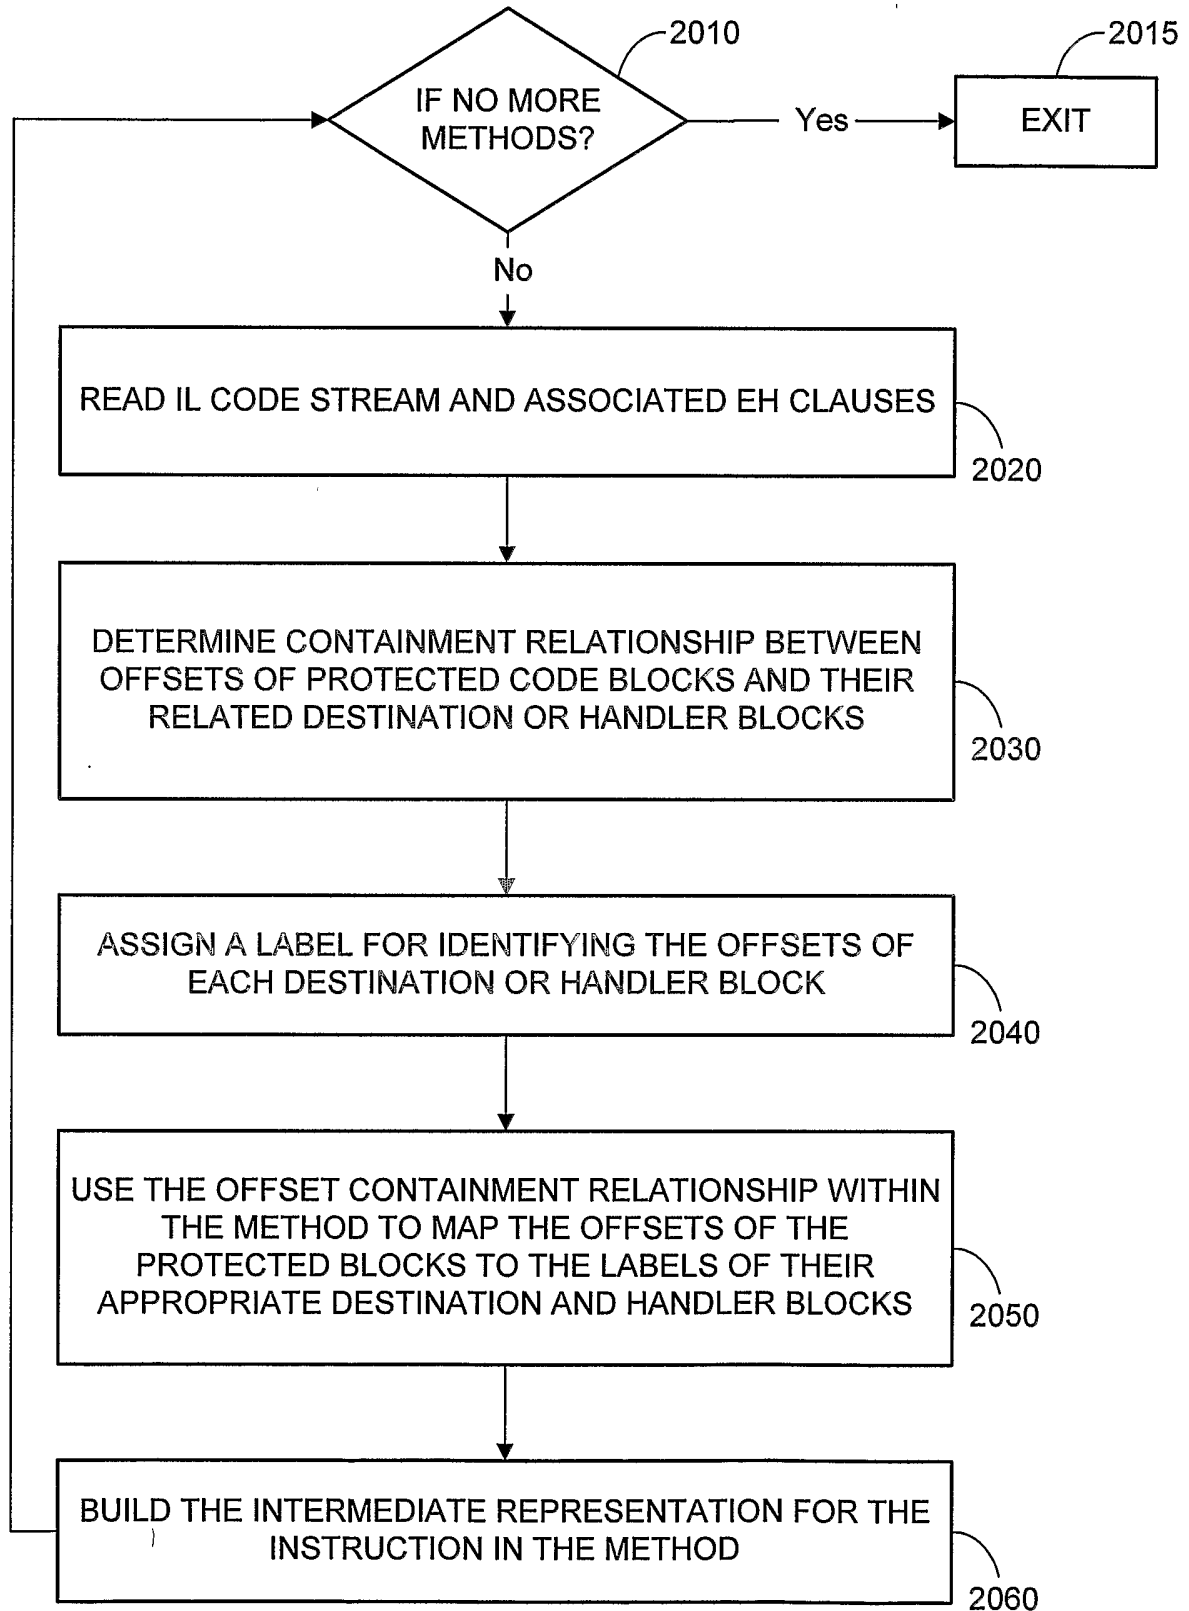 2010
2015
IF NO MORE
METHODS?
Yes
EXIT
No
READ IL CODE STREAM AND ASSOCIATED EH CLAUSES
2020
DETERMINE CONTAINMENT RELATIONSHIP BETWEEN
OFFSETS OF PROTECTED CODE BLOCKS AND THEIR
RELATED DESTINATION OR HANDLER BLOCKS
2030
ASSIGN A LABEL FOR IDENTIFYING THE OFFSETS OF
EACH DESTINATION OR HANDLER BLOCK
2040
USE THE OFFSET CONTAINMENT RELATIONSHIP WITHIN
THE METHOD TO MAP THE OFFSETS OF THE
PROTECTED BLOCKS TO THE LABELS OF THEIR
APPROPRIATE DESTINATION AND HANDLER BLOCKS
2050
BUILD THE INTERMEDIATE REPRESENTATION FOR THE
INSTRUCTION IN THE METHOD
2060